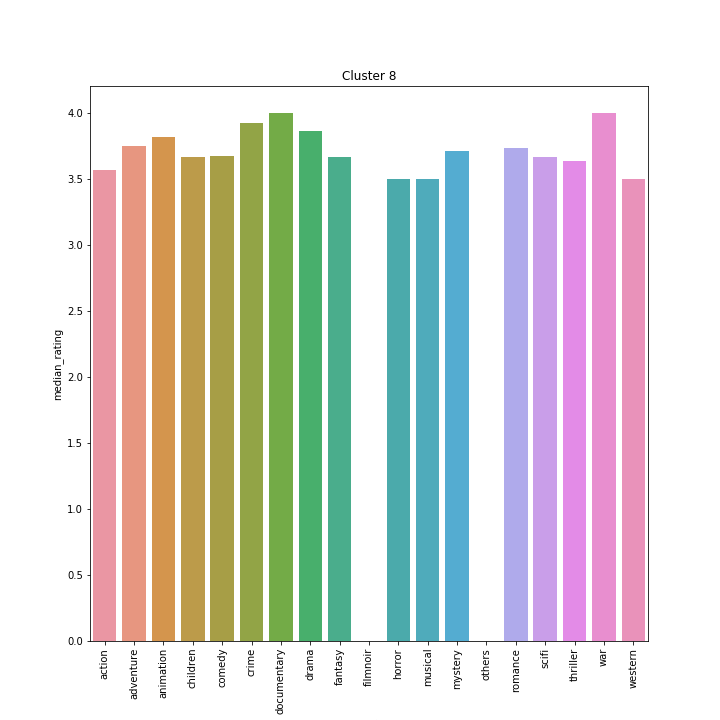 Cluster 8
4.0
3.5
3.0
2.5
2.0
1.5
1.0
0.5
0.0
median_rating
action
adventure
animation
children
comedy
crime
documentary
drama
fantasy
filmnoir
horror
musical
mystery
others
romance
scifi
thriller
war
western